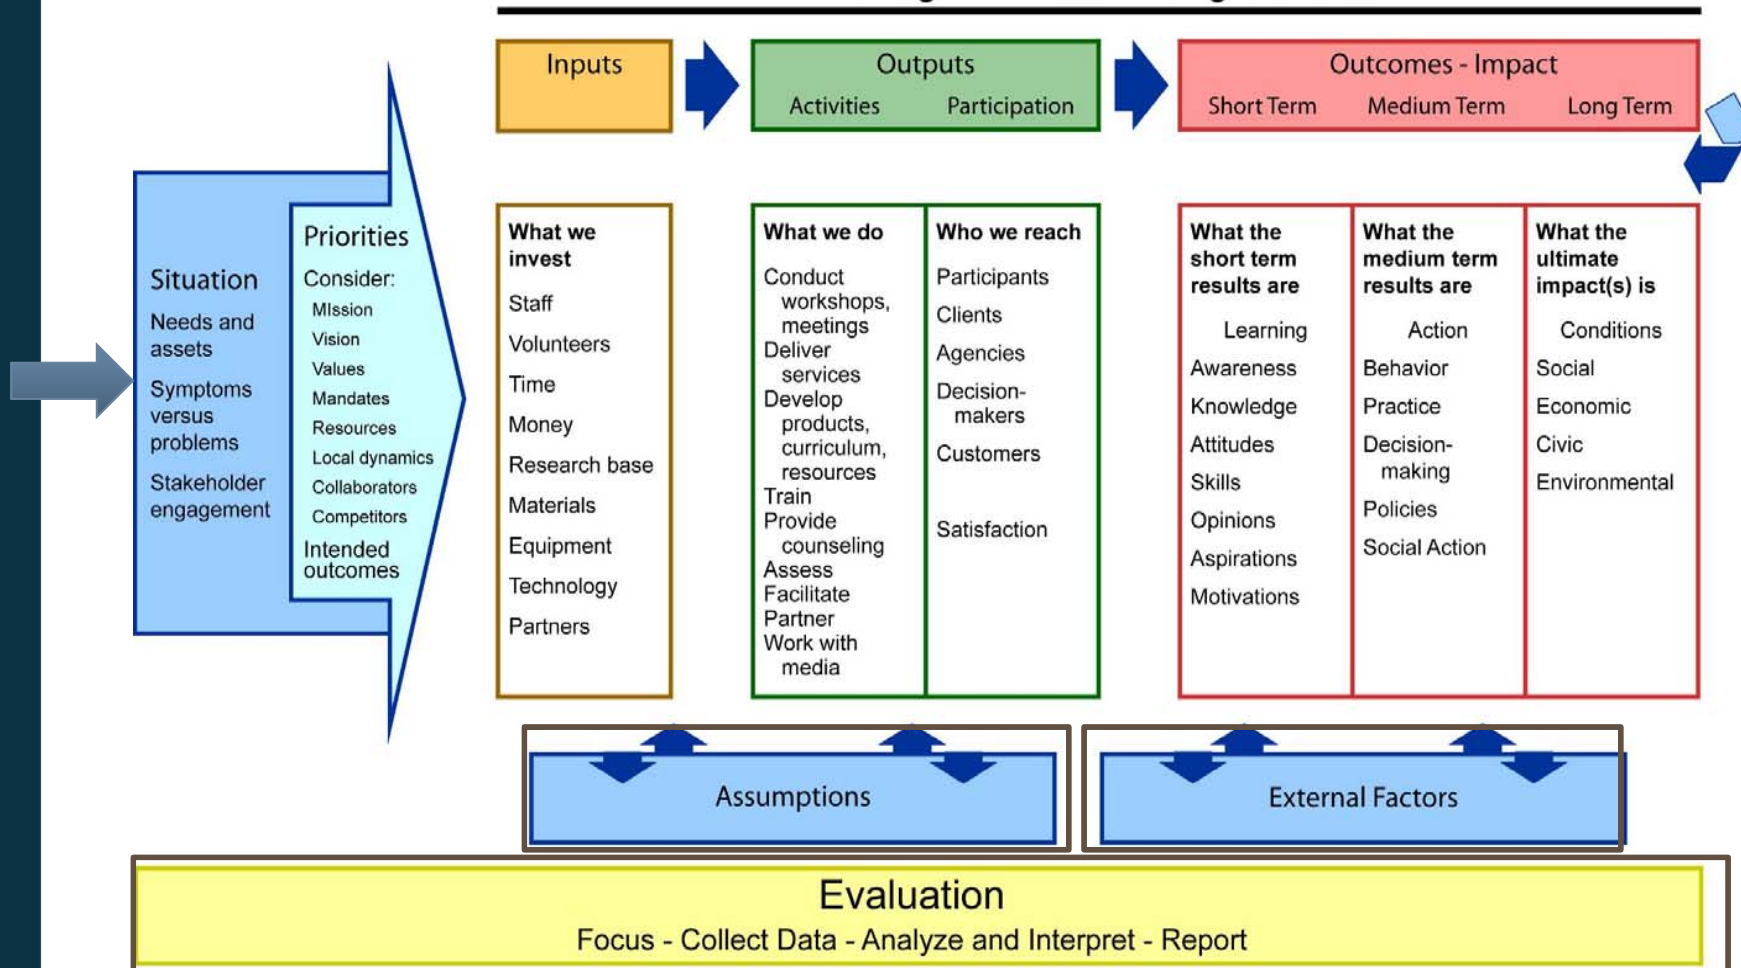 Inputs
Outputs
Activities Participation
Outcomes - Impact
Short Term Medium Term Long Term
Situation
Needs and
assets
Symptoms
versus
problems
Stakeholder
engagement
Priorities
Consider:
MIssion
Vision
Values
Mandates
Resources
Local dynamics
Collaborators
Competitors
Intended
outcomes
What we
invest
Staff
Volunteers
Time
Money
Research base
Materials
Equipment
Technology
Partners
What we do
Conduct
workshops,
meetings
Deliver
services
Develop
products,
curriculum,
resources
Train
Provide
counseling
Assess
Facilitate
Partner
Work with
media
Who we reach
Participants
Clients
Agencies
Decision-
makers
Customers
Satisfaction
What the
short term
results are
Learning
Awareness
Knowledge
Attitudes
Skills
Opinions
Aspirations
Motivations
What the
medium term
results are
Action
Behavior
Practice
Decision-
making
Policies
Social Action
What the
ultimate
impact(s) is
Conditions
Social
Economic
Civic
Environmental
Assumptions
External Factors
Evaluation
Focus - Collect Data - Analyze and Interpret - Report